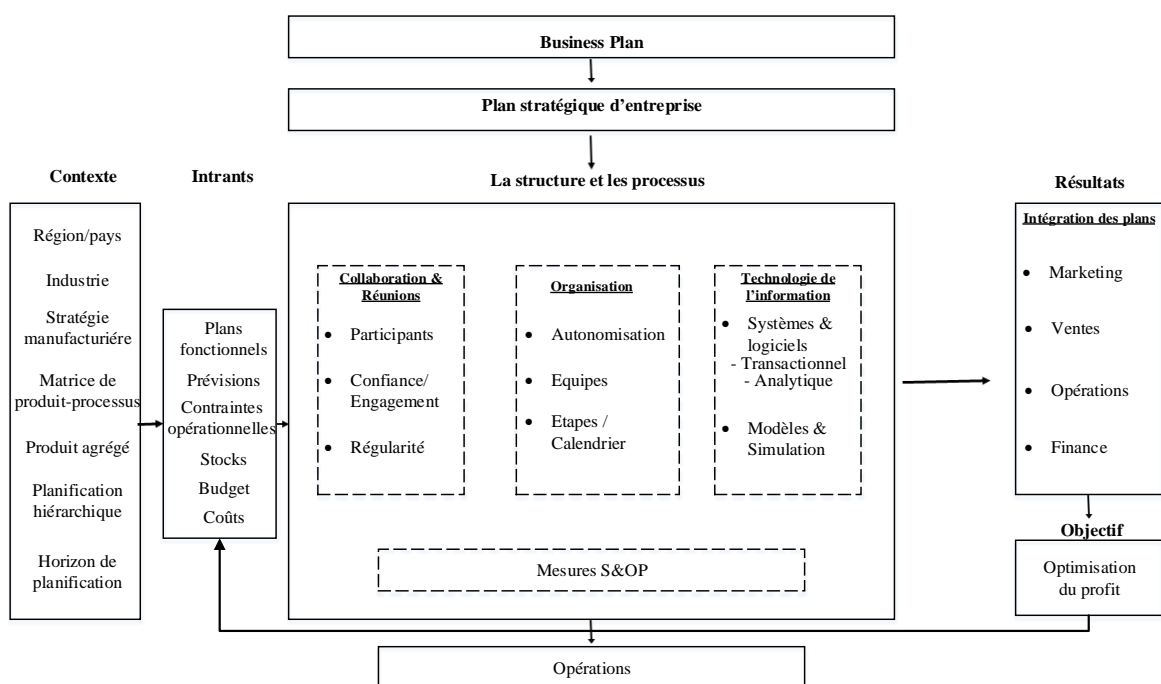 Business Plan
Plan stratégique d'entreprise
Contexte
Intrants
La structure et les processus
Résultats
Région/pays
Industrie
Stratégie
manufacturiére
Matrice de
produit-processus
Produit agrégé
Planification
hiérarchique
Horizon de
planification
Plans
fonctionnels
Prévisions
Contraintes
opérationnelles
Stocks
Budget
Coûts
Collaboration &
Réunions
• Participants
• Confiance/
Engagement
• Régularité
Organisation
• Autonomisation
• Equipes
• Etapes /
Calendrier
Technologie de
l'information
• Systèmes &
logiciels
- Transactionnel
- Analytique
• Modèles &
Simulation
Mesures S&OP
Intégration des plans
• Marketing
• Ventes
• Opérations
• Finance
Objectif
Optimisation
du profit
Opérations